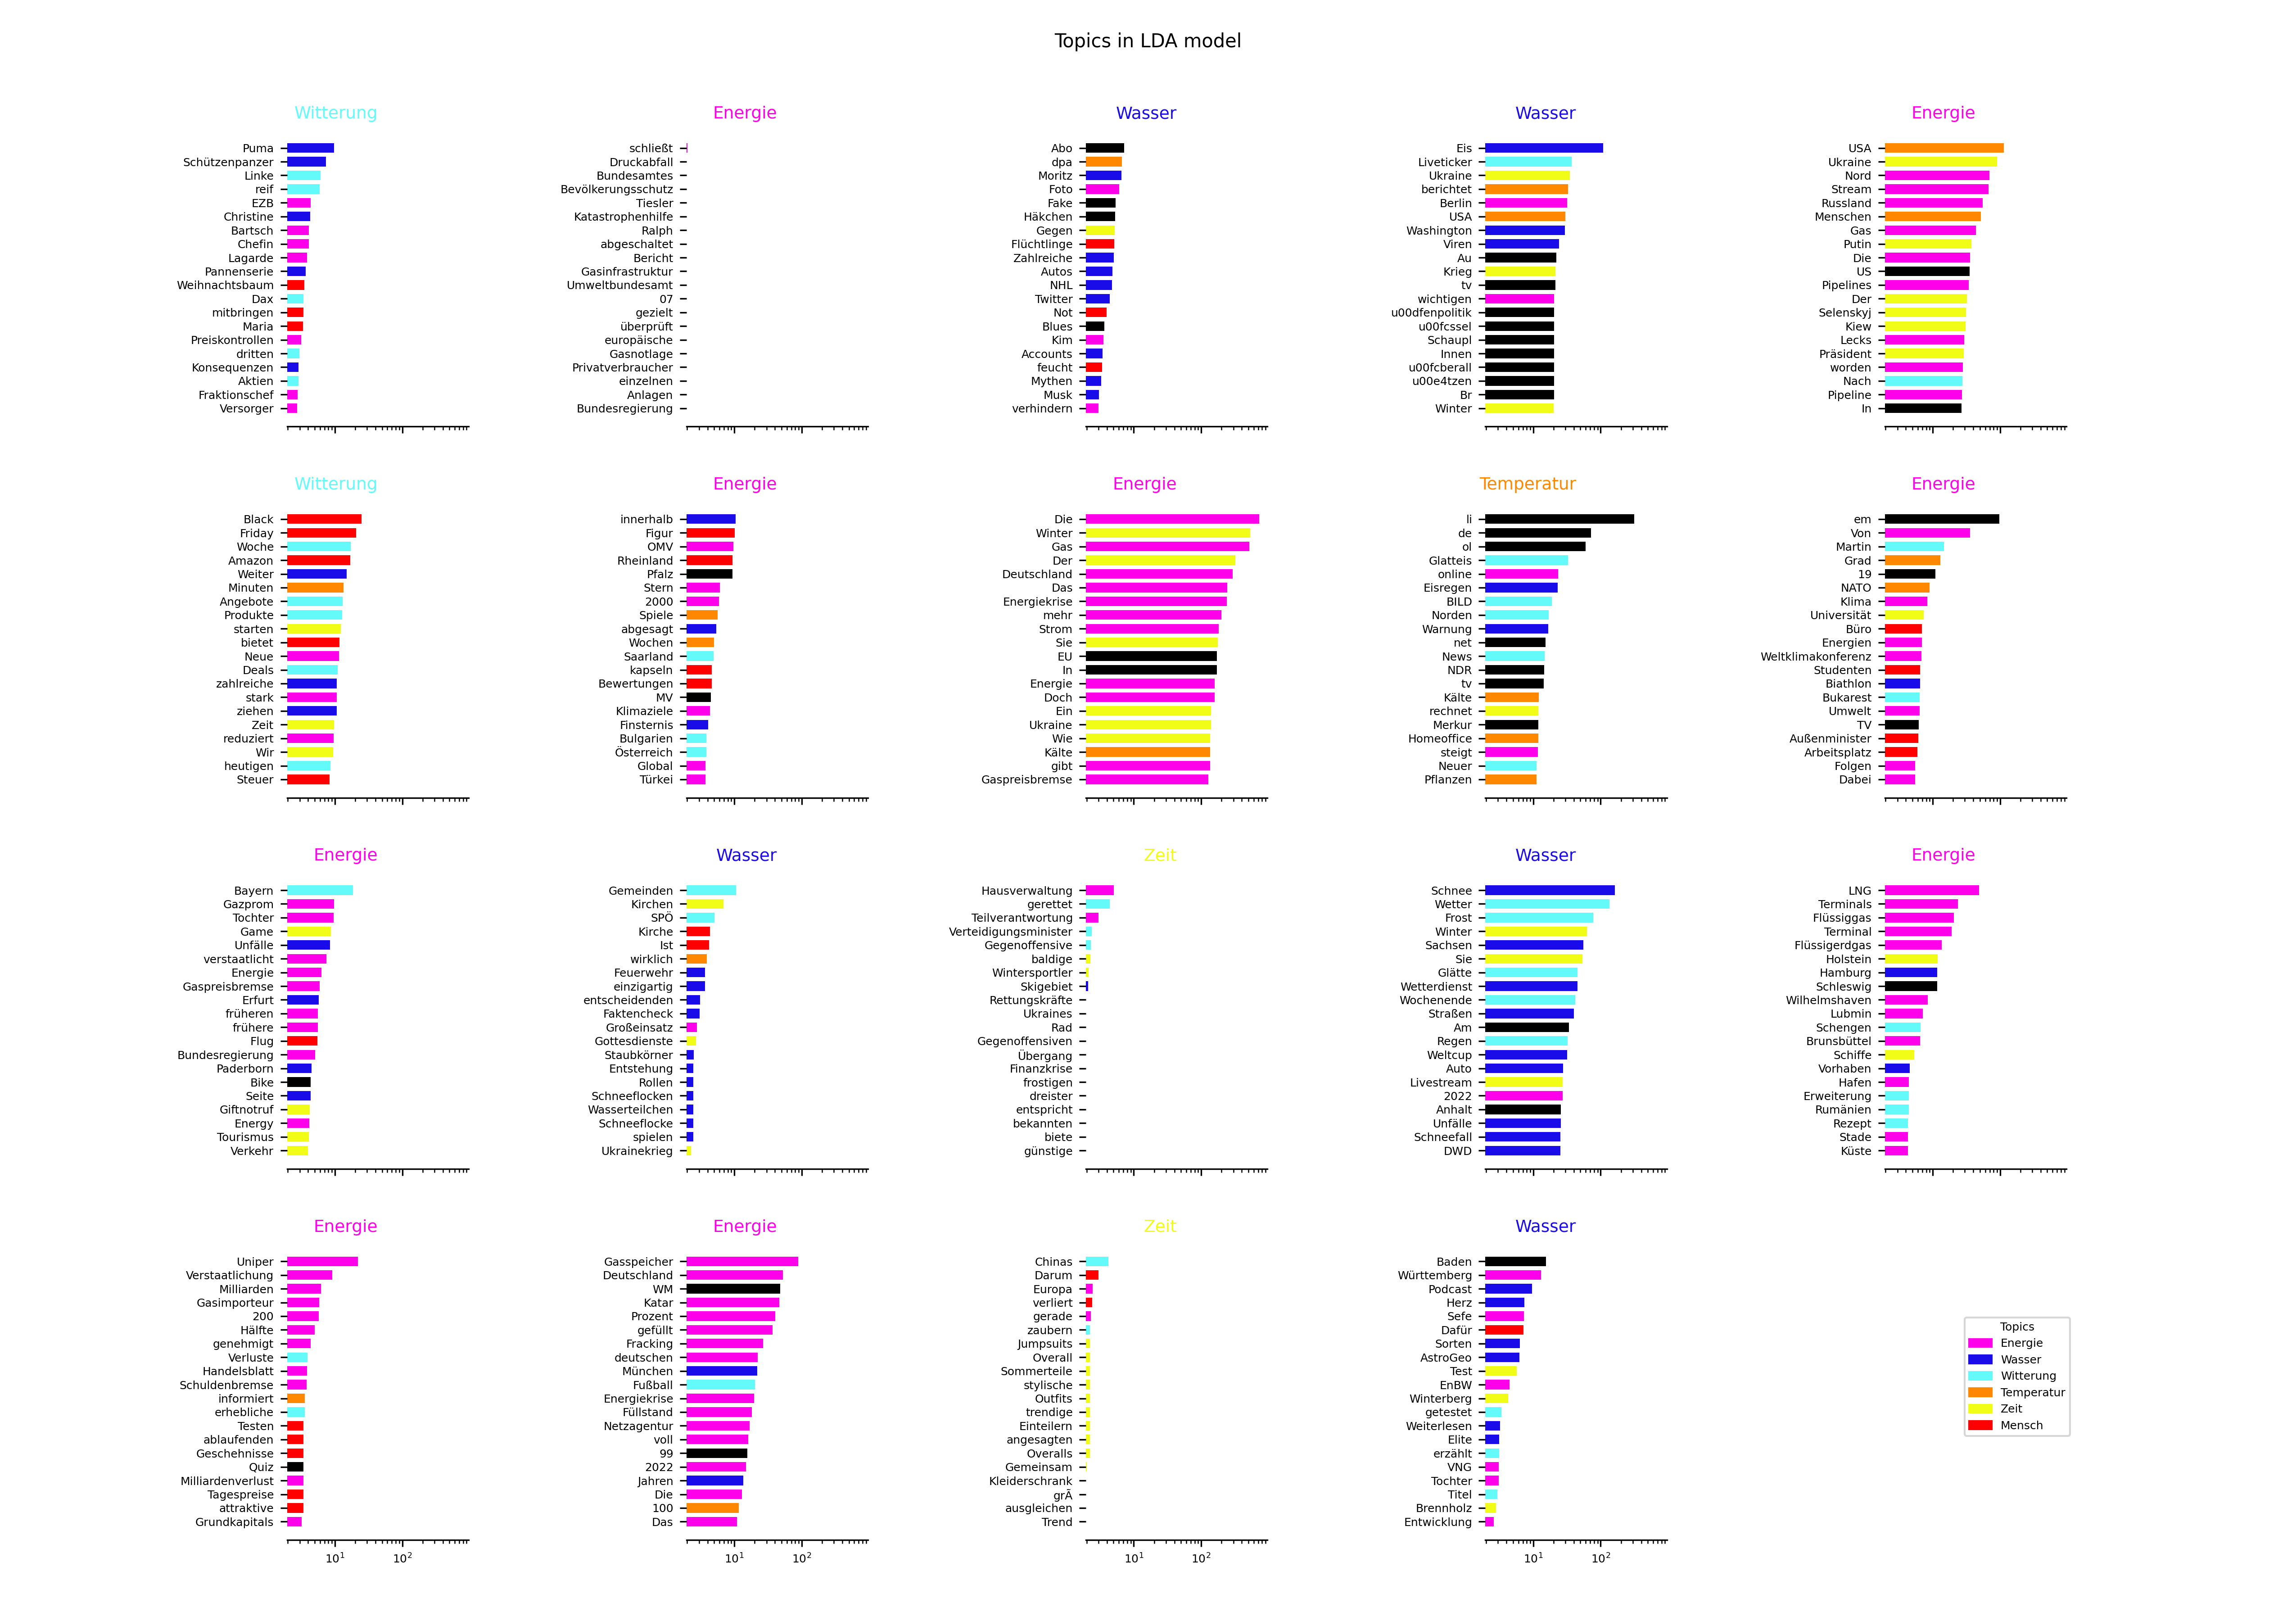 Topics in LDA model
Witterung
Puma
Schützenpanzer
Linke
reif
EZB
Christine
Bartsch
Chefin
Lagarde
Pannenserie
Weihnachtsbaum
Dax
mitbringen
Maria
Preiskontrollen
dritten
Konsequenzen
Aktien
Fraktionschef
Versorger
Energie
schließt
Druckabfall
Bundesamtes
Bevölkerungsschutz
Tiesler
Katastrophenhilfe
Ralph
abgeschaltet
Bericht
Gasinfrastruktur
Umweltbundesamt
07
gezielt
überprüft
europäische
Gasnotlage
Privatverbraucher
einzelnen
Anlagen
Bundesregierung
Wasser
Abo
dpa
Moritz
Foto
Fake
Häkchen
Gegen
Flüchtlinge
Zahlreiche
Autos
NHL
Twitter
Not
Blues
Kim
Accounts
feucht
Mythen
Musk
verhindern
Wasser
Eis
Liveticker
Ukraine
berichtet
Berlin
USA
Washington
Viren
Au
Krieg
tv
wichtigen
u00dfenpolitik
u00fcssel
Schaupl
Innen
u00fcberall
u00e4tzen
Br
Winter
Energie
USA
Ukraine
Nord
Stream
Russland
Menschen
Gas
Putin
Die
US
Pipelines
Der
Selenskyj
Kiew
Lecks
Präsident
worden
Nach
Pipeline
In
Witterung
Black
Friday
Woche
Amazon
Weiter
Minuten
Angebote
Produkte
starten
bietet
Neue
Deals
zahlreiche
stark
ziehen
Zeit
reduziert
Wir
heutigen
Steuer
Energie
innerhalb
Figur
OMV
Rheinland
Pfalz
Stern
2000
Spiele
abgesagt
Wochen
Saarland
kapseln
Bewertungen
MV
Klimaziele
Finsternis
Bulgarien
Österreich
Global
Türkei
Energie
Die
Winter
Gas
Der
Deutschland
Das
Energiekrise
mehr
Strom
Sie
EU
In
Energie
Doch
Ein
Ukraine
Wie
Kälte
gibt
Gaspreisbremse
Temperatur
li
de
ol
Glatteis
online
Eisregen
BILD
Norden
Warnung
net
News
NDR
tv
Kälte
rechnet
Merkur
Homeoffice
steigt
Neuer
Pflanzen
Energie
em
Von
Martin
Grad
19
NATO
Klima
Universität
Büro
Energien
Weltklimakonferenz
Studenten
Biathlon
Bukarest
Umwelt
TV
Außenminister
Arbeitsplatz
Folgen
Dabei
Energie
Bayern
Gazprom
Tochter
Game
Unfälle
verstaatlicht
Energie
Gaspreisbremse
Erfurt
früheren
frühere
Flug
Bundesregierung
Paderborn
Bike
Seite
Giftnotruf
Energy
Tourismus
Verkehr
Wasser
Gemeinden
Kirchen
SPÖ
Kirche
Ist
wirklich
Feuerwehr
einzigartig
entscheidenden
Faktencheck
Großeinsatz
Gottesdienste
Staubkörner
Entstehung
Rollen
Schneeflocken
Wasserteilchen
Schneeflocke
spielen
Ukrainekrieg
Zeit
Hausverwaltung
gerettet
Teilverantwortung
Verteidigungsminister
Gegenoffensive
baldige
Wintersportler
Skigebiet
Rettungskräfte
Ukraines
Rad
Gegenoffensiven
Übergang
Finanzkrise
frostigen
dreister
entspricht
bekannten
biete
günstige
Wasser
Schnee
Wetter
Frost
Winter
Sachsen
Sie
Glätte
Wetterdienst
Wochenende
Straßen
Am
Regen
Weltcup
Auto
Livestream
2022
Anhalt
Unfälle
Schneefall
DWD
Energie
LNG
Terminals
Flüssiggas
Terminal
Flüssigerdgas
Holstein
Hamburg
Schleswig
Wilhelmshaven
Lubmin
Schengen
Brunsbüttel
Schiffe
Vorhaben
Hafen
Erweiterung
Rumänien
Rezept
Stade
Küste
Energie
Uniper
Verstaatlichung
Milliarden
Gasimporteur
200
Hälfte
genehmigt
Verluste
Handelsblatt
Schuldenbremse
informiert
erhebliche
Testen
ablaufenden
Geschehnisse
Quiz
Milliardenverlust
Tagespreise
attraktive
Grundkapitals
10¹ 10²
Energie
Gasspeicher
Deutschland
WM
Katar
Prozent
gefüllt
Fracking
deutschen
München
Fußball
Energiekrise
Füllstand
Netzagentur
voll
99
2022
Jahren
Die
100
Das
10¹ 10²
Zeit
Chinas
Darum
Europa
verliert
gerade
zaubern
Jumpsuits
Overall
Sommerteile
stylische
Outfits
trendige
Einteilern
angesagten
Overalls
Gemeinsam
Kleiderschrank
grÃ
ausgleichen
Trend
10¹ 10²
Wasser
Baden
Württemberg
Podcast
Herz
Sefe
Dafür
Sorten
AstroGeo
Test
EnBW
Winterberg
getestet
Weiterlesen
Elite
erzählt
VNG
Tochter
Titel
Brennholz
Entwicklung
10¹ 10²
Topics
Energie
Wasser
Witterung
Temperatur
Zeit
Mensch